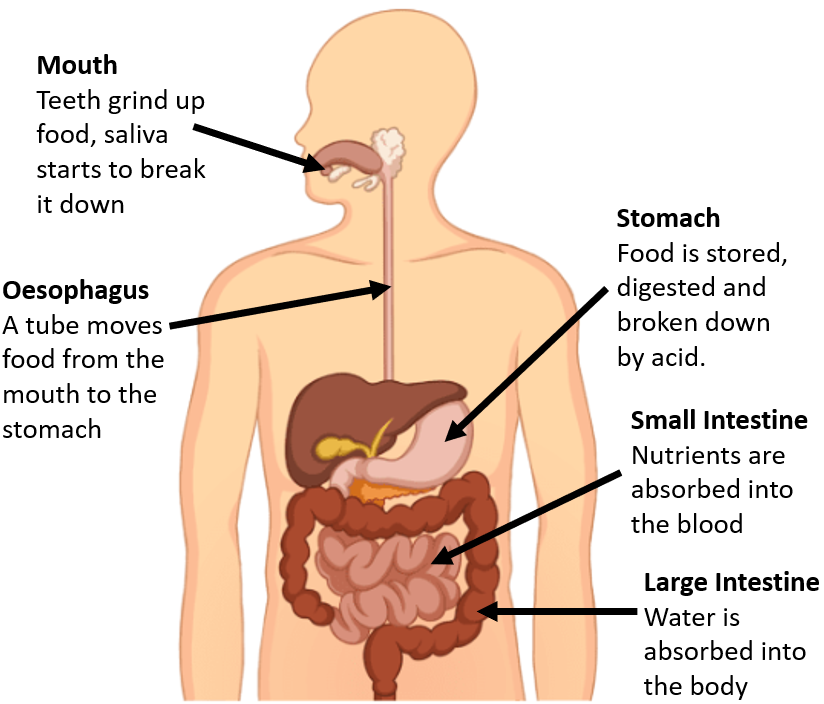 Mouth
Teeth grind up
food, saliva
starts to break
it down
Oesophagus
A tube moves
food from the
mouth to the
stomach
Stomach
Food is stored,
digested and
broken down
by acid.
Small Intestine
Nutrients are
absorbed into
the blood
Large Intestine
Water is
absorbed into
the body